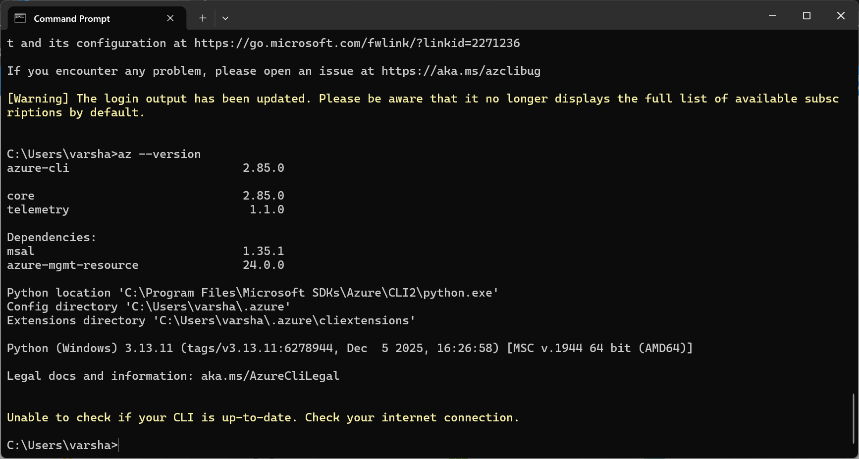 Command Prompt
t and its configuration at https://go.microsoft.com/fwlink/?linkid=2271236
If you encounter any problem, please open an issue at https://aka.ms/azclibug
[Warning] The login output has been updated. Please be aware that it no longer displays the full list of available subsc
riptions by default.
C:\Users\varsha>az --version
azure-cli                         2.85.0
core                              2.85.0
telemetry                          1.1.0
Dependencies:
msal                              1.35.1
azure-mgmt-resource               24.0.0
Python location 'C:\Program Files\Microsoft SDKs\Azure\CLI2\python.exe'
Config directory 'C:\Users\varsha\.azure'
Extensions directory 'C:\Users\varsha\.azure\cliextensions'
Python (Windows) 3.13.11 (tags/v3.13.11:6278944, Dec  5 2025, 16:26:58) [MSC v.1944 64 bit (AMD64)]
Legal docs and information: aka.ms/AzureCliLegal
Unable to check if your CLI is up-to-date. Check your internet connection.
C:\Users\varsha>